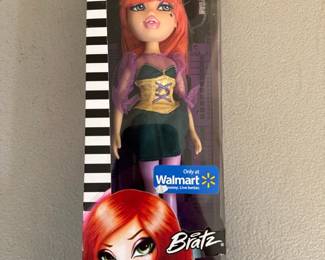 Only at
Walmart
Save money. Live better.
Bratz